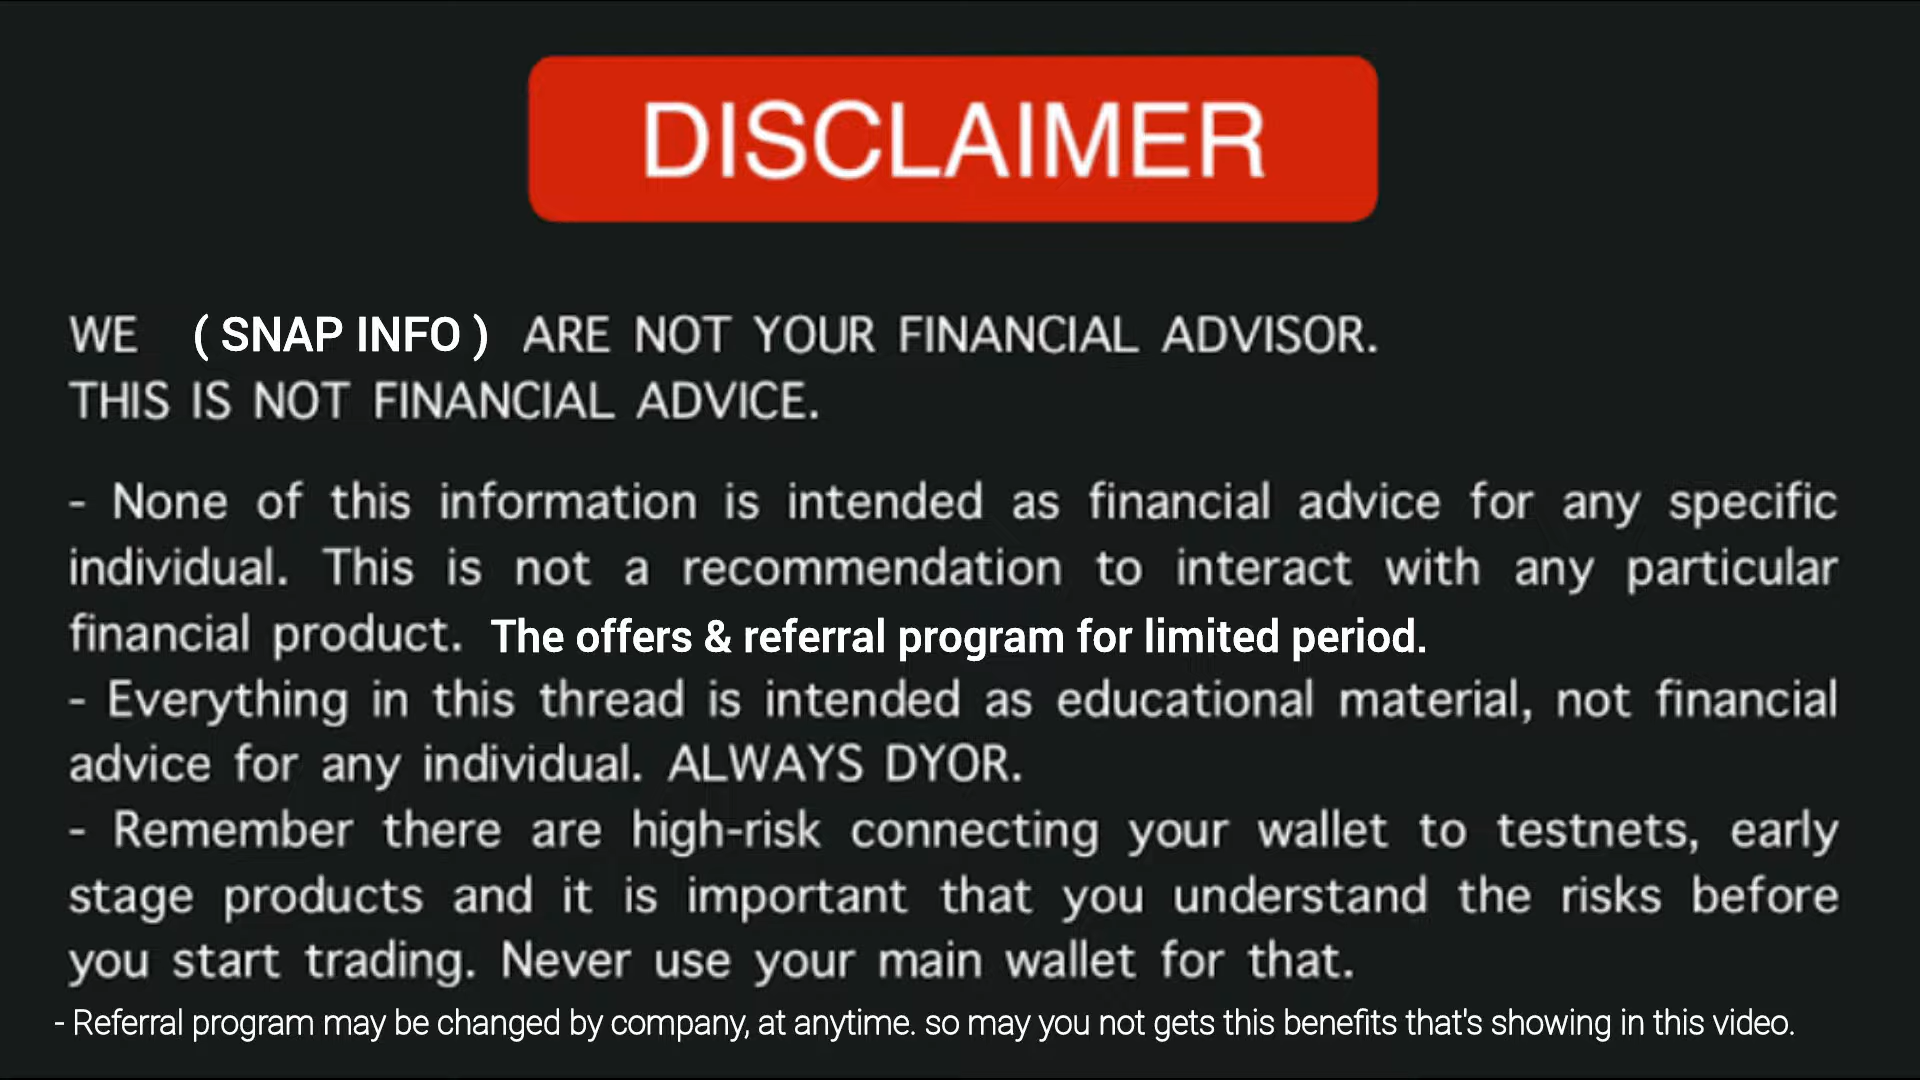 DISCLAIMER
WE ( SNAP INFO ) ARE NOT YOUR FINANCIAL ADVISOR.
THIS IS NOT FINANCIAL ADVICE.
- None of this information is intended as financial advice for any specific
individual. This is not a recommendation to interact with any particular
financial product. The offers & referral program for limited period.
- Everything in this thread is intended as educational material, not financial
advice for any individual. ALWAYS DYOR.
- Remember there are high-risk connecting your wallet to testnets, early
stage products and it is important that you understand the risks before
you start trading. Never use your main wallet for that.
- Referral program may be changed by company, at anytime. so may you not gets this benefits that's showing in this video.